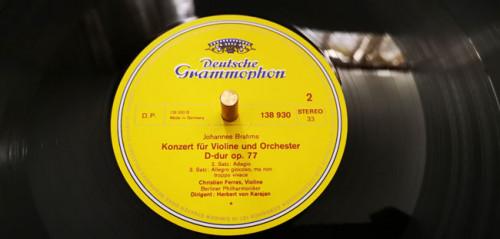 Deutsche
Grammophon
2
D.P.
138 930 B
Made in Germany
138 930
STEREO
33
Johannes Brahms
Konzert für Violine und Orchester
D-dur op. 77
2. Satz: Adagio
3. Satz: Allegro giocoso, ma non
troppo vivace
Christian Ferras, Violine
Berliner Philharmoniker
Dirigent: Herbert von Karajan